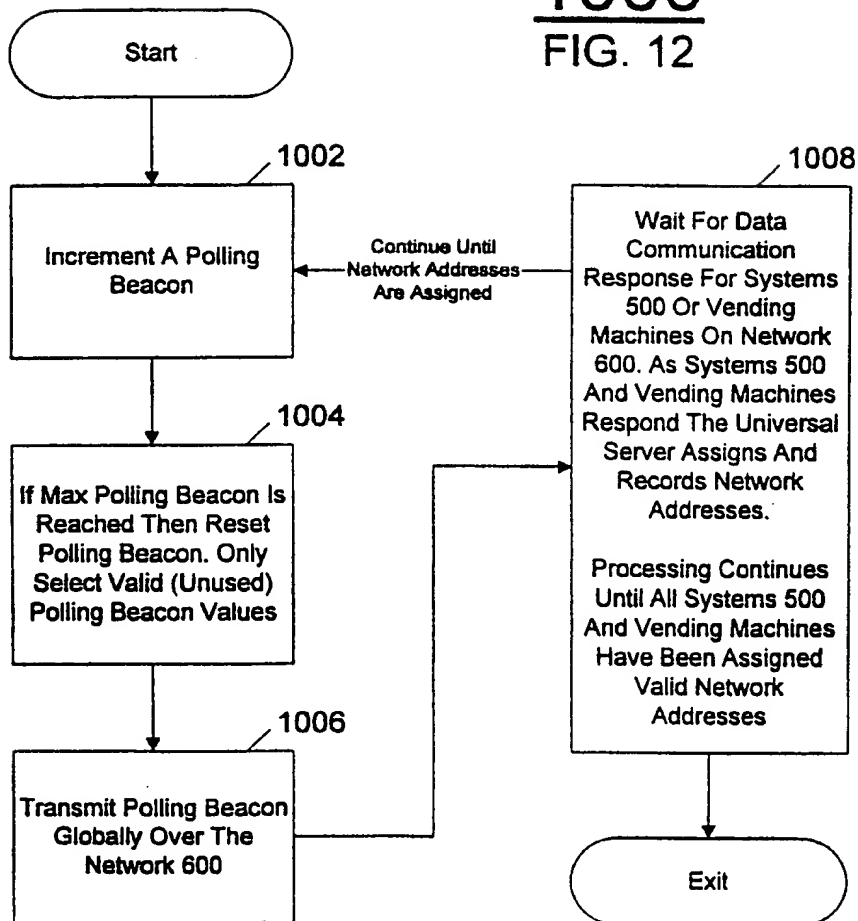 FIG. 12
Start
1002
Increment A Polling
Beacon
Continue Until
Network Addresses
Are Assigned
1004
If Max Polling Beacon Is
Reached Then Reset
Polling Beacon. Only
Select Valid (Unused)
Polling Beacon Values
1006
Transmit Polling Beacon
Globally Over The
Network 600
1008
Wait For Data
Communication
Response For Systems
500 Or Vending
Machines On Network
600. As Systems 500
And Vending Machines
Respond The Universal
Server Assigns And
Records Network
Addresses.
Processing Continues
Until All Systems 500
And Vending Machines
Have Been Assigned
Valid Network
Addresses
Exit